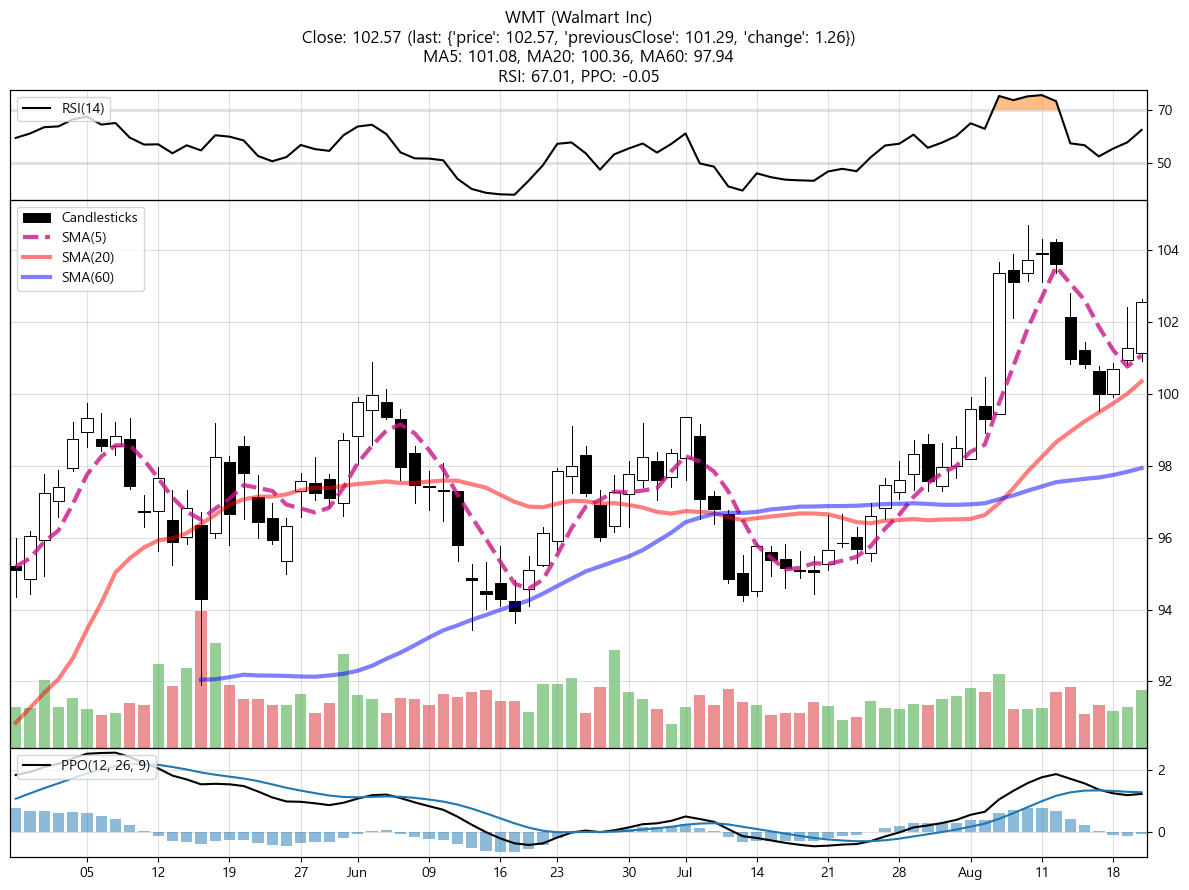 WMT (Walmart Inc)
Close: 102.57 (last: {'price': 102.57, 'previousClose': 101.29, 'change': 1.26})
MA5: 101.08, MA20: 100.36, MA60: 97.94
RSI: 67.01, PPO: -0.05
RSI(14)
70
50
Candlesticks
SMA(5)
SMA(20)
SMA(60)
104
102
100
98
96
94
92
PPO(12, 26, 9)
2
0
05 12 19 27 Jun 09 16 23 30 Jul 14 21 28 Aug 11 18